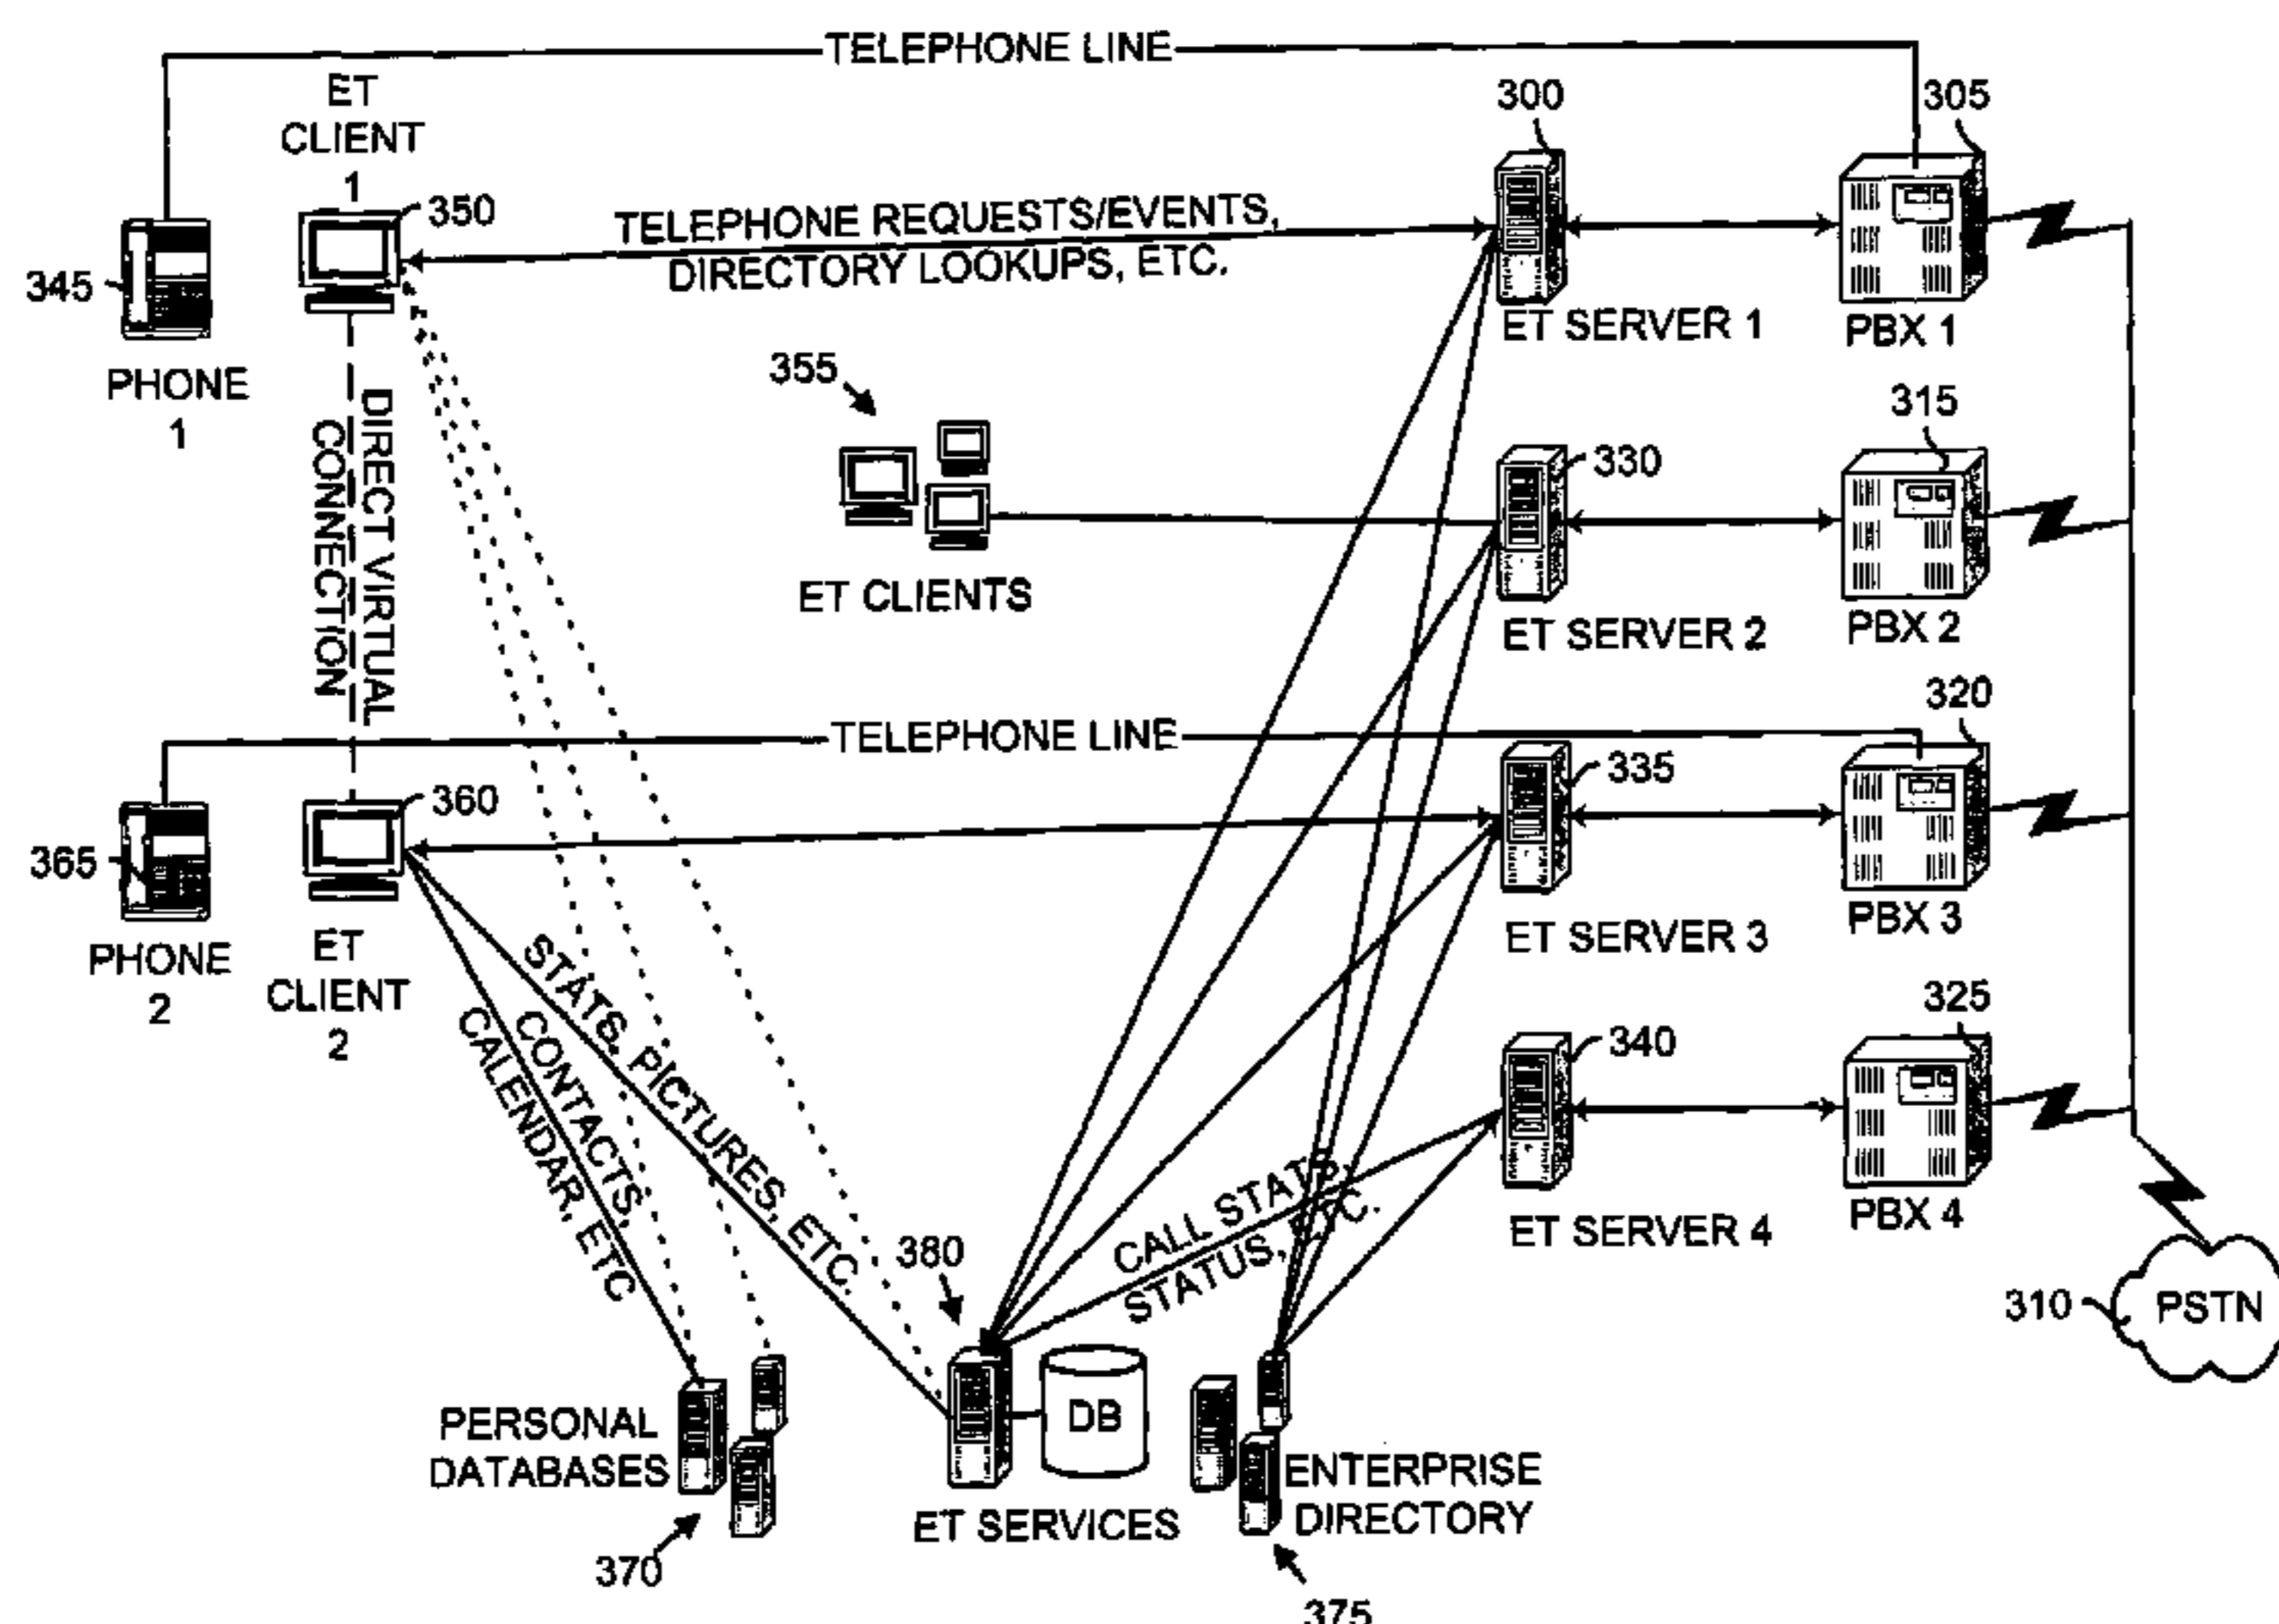 TELEPHONE LINE
ET
CLIENT
1
300
305
350
TELEPHONE REQUESTS/EVENTS,
DIRECTORY LOOKUPS, ETC.
345
ET SERVER 1
PBX 1
PHONE
1
355
315
DIRECT VIRTUAL
CONNECTION
330
ET CLIENTS
ET SERVER 2
PBX 2
320
TELEPHONE LINE
335
360
365
PHONE
2
ET
CLIENT
2
ET SERVER 3
PBX 3
325
340
STATS, PICTURES, ETC.
CONTACTS,
CALENDAR, ETC
CALL STATS,
STATUS, ETC.
ET SERVER 4
PBX 4
380
310
PSTN
PERSONAL
DATABASES
DB
ENTERPRISE
DIRECTORY
ET SERVICES
370
375